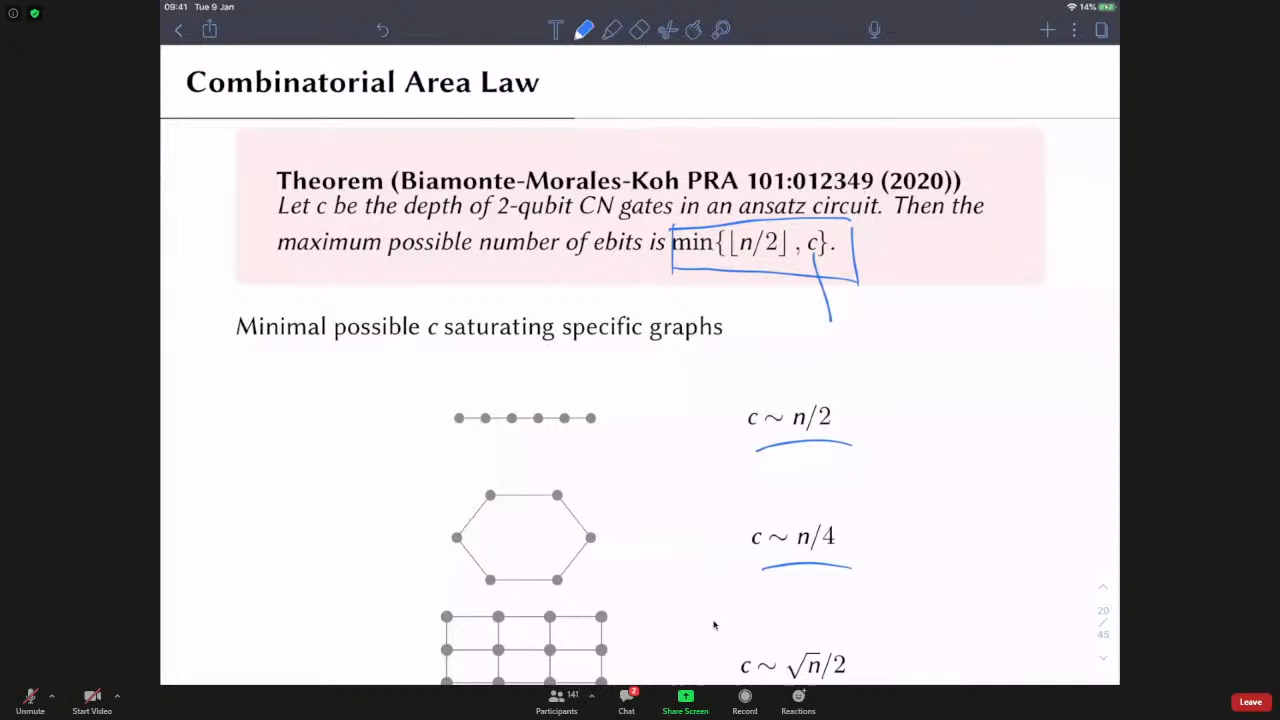 09:41 Tue 9 Jan
14%
Combinatorial Area Law
Theorem (Biamonte-Morales-Koh PRA 101:012349 (2020))
Let c be the depth of 2-qubit CN gates in an ansatz circuit. Then the
maximum possible number of ebits is min{⌊n/2⌋ , c}.
Minimal possible c saturating specific graphs
c ∼ n/2
c ∼ n/4
20
/
45
c ∼ √n/2
141
2
Unmute
Start Video
Participants
Chat
Share Screen
Record
Reactions
Leave